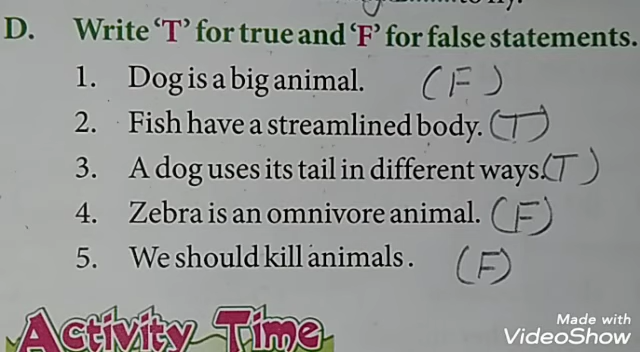 D. Write 'T' for true and 'F' for false statements.
1. Dog is a big animal. (F)
2. Fish have a streamlined body. (T)
3. A dog uses its tail in different ways. (T)
4. Zebra is an omnivore animal. (F)
5. We should kill animals. (F)
Activity Time
Made with
VideoShow